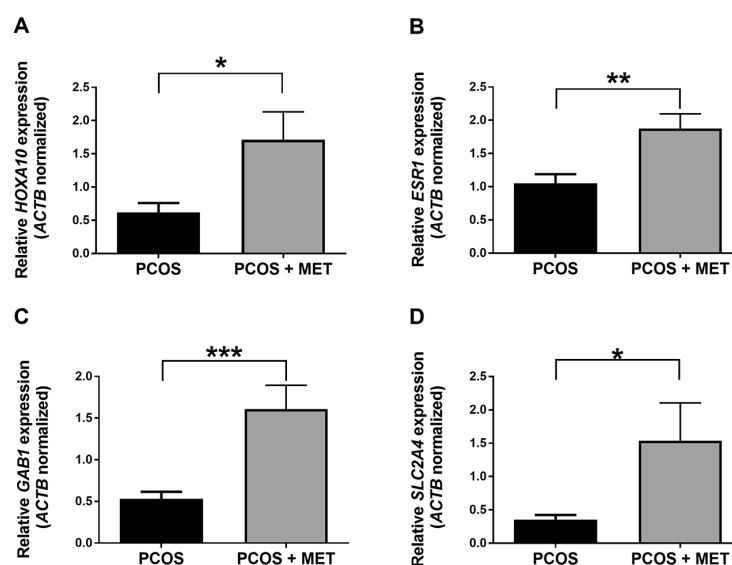 A
Relative HOXA10 expression
(ACTB normalized)
2.5
2.0
1.5
1.0
0.5
0.0
*
PCOS
PCOS + MET
B
Relative ESR1 expression
(ACTB normalized)
2.5
2.0
1.5
1.0
0.5
0.0
**
PCOS
PCOS + MET
C
Relative GAB1 expression
(ACTB normalized)
2.0
1.5
1.0
0.5
0.0
***
PCOS
PCOS + MET
D
Relative SLC2A4 expression
(ACTB normalized)
2.5
2.0
1.5
1.0
0.5
0.0
*
PCOS
PCOS + MET